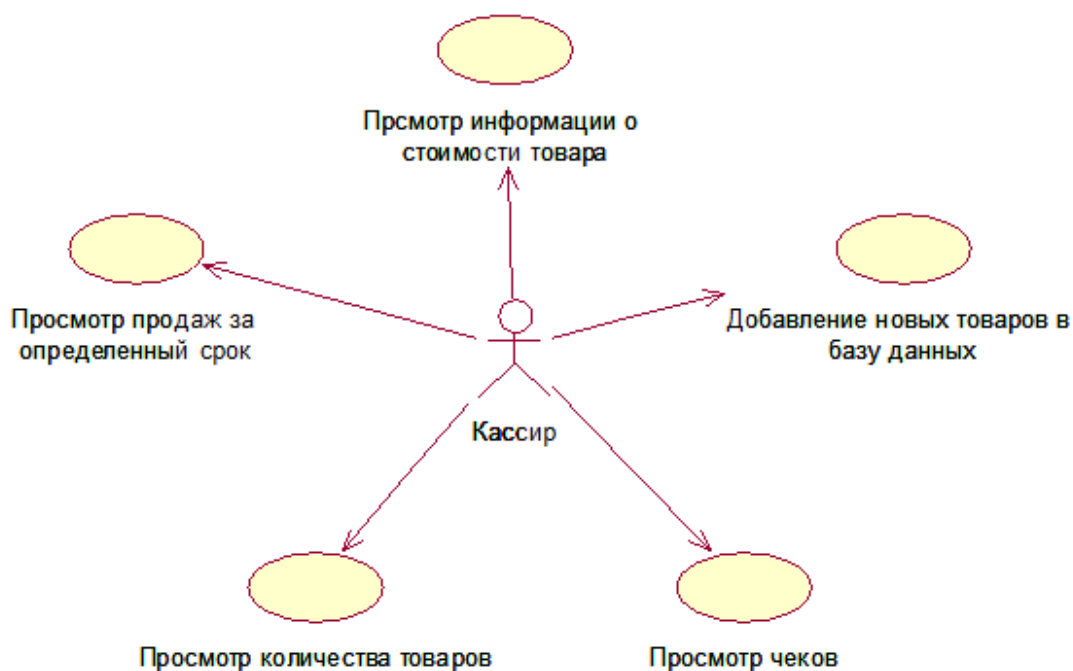 Прсмотр информации о
стоимости товара
Просмотр продаж за
определенный срок
Добавление новых товаров в
базу данных
Кассир
Просмотр количества товаров
Просмотр чеков